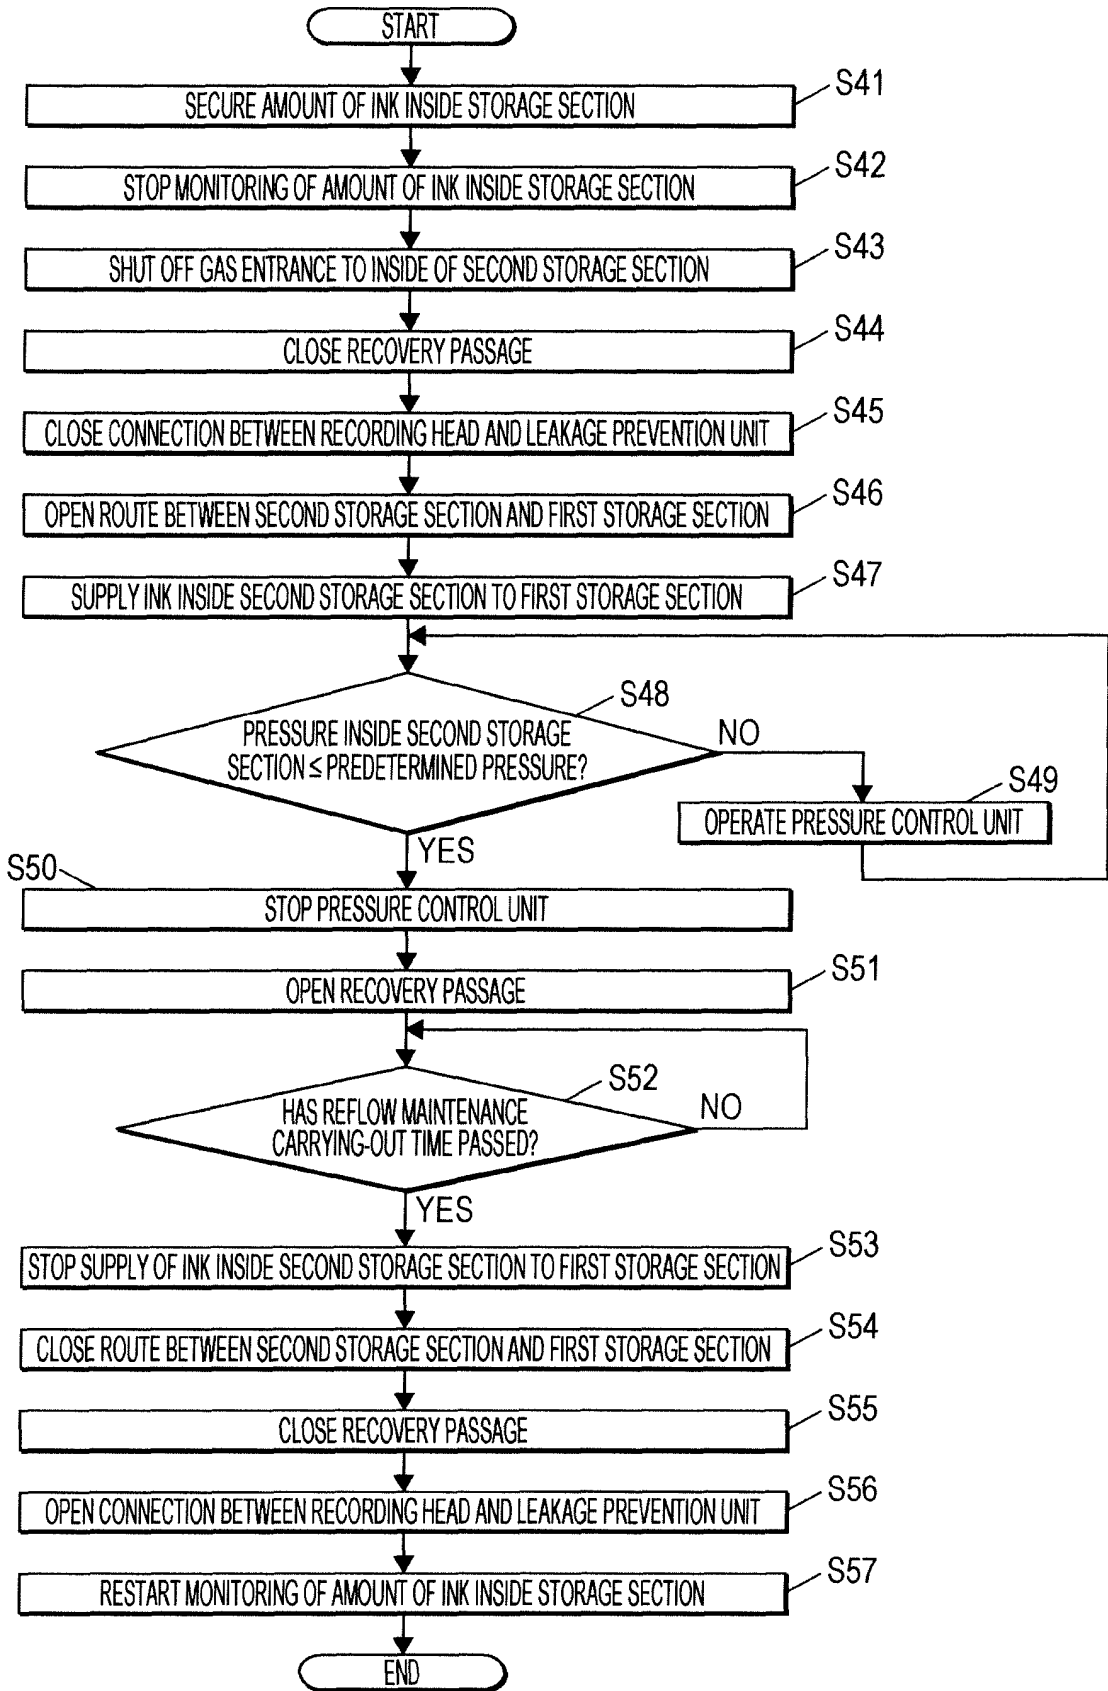 START
SECURE AMOUNT OF INK INSIDE STORAGE SECTION
S41
STOP MONITORING OF AMOUNT OF INK INSIDE STORAGE SECTION
S42
SHUT OFF GAS ENTRANCE TO INSIDE OF SECOND STORAGE SECTION
S43
CLOSE RECOVERY PASSAGE
S44
CLOSE CONNECTION BETWEEN RECORDING HEAD AND LEAKAGE PREVENTION UNIT
S45
OPEN ROUTE BETWEEN SECOND STORAGE SECTION AND FIRST STORAGE SECTION
S46
SUPPLY INK INSIDE SECOND STORAGE SECTION TO FIRST STORAGE SECTION
S47
S48
PRESSURE INSIDE SECOND STORAGE
SECTION ≤ PREDETERMINED PRESSURE?
NO
S49
OPERATE PRESSURE CONTROL UNIT
YES
S50
STOP PRESSURE CONTROL UNIT
S51
OPEN RECOVERY PASSAGE
S52
HAS REFLOW MAINTENANCE
CARRYING-OUT TIME PASSED?
NO
YES
S53
STOP SUPPLY OF INK INSIDE SECOND STORAGE SECTION TO FIRST STORAGE SECTION
S54
CLOSE ROUTE BETWEEN SECOND STORAGE SECTION AND FIRST STORAGE SECTION
S55
CLOSE RECOVERY PASSAGE
S56
OPEN CONNECTION BETWEEN RECORDING HEAD AND LEAKAGE PREVENTION UNIT
S57
RESTART MONITORING OF AMOUNT OF INK INSIDE STORAGE SECTION
END